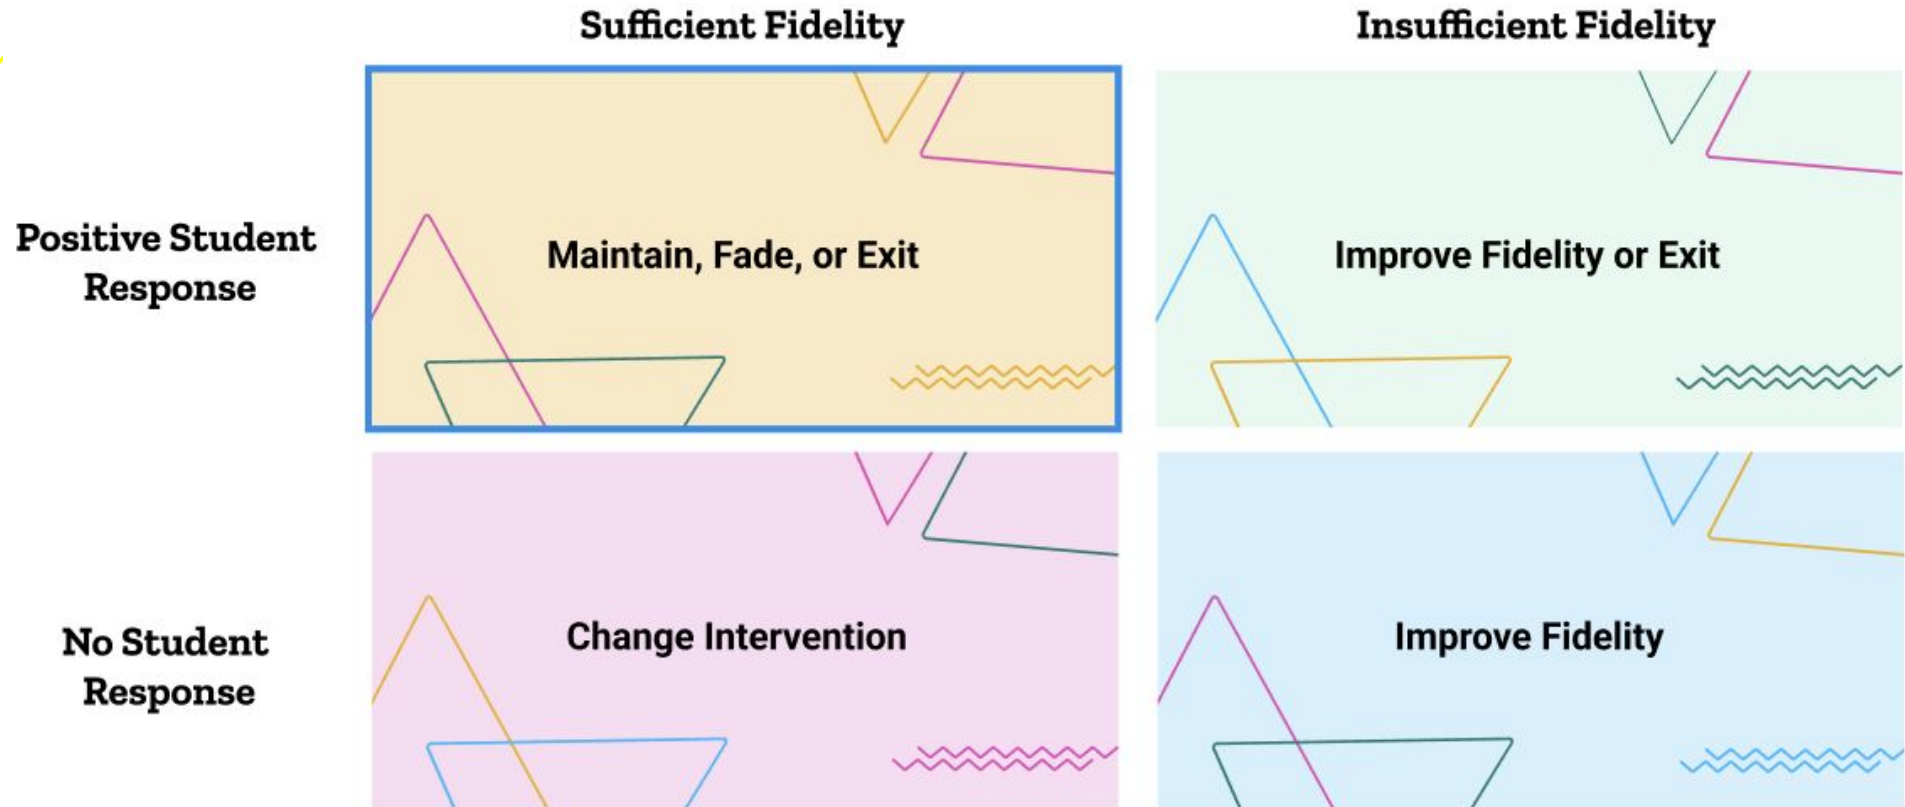 Sufficient Fidelity
Insufficient Fidelity
Positive Student
Response
Maintain, Fade, or Exit
Improve Fidelity or Exit
No Student
Response
Change Intervention
Improve Fidelity